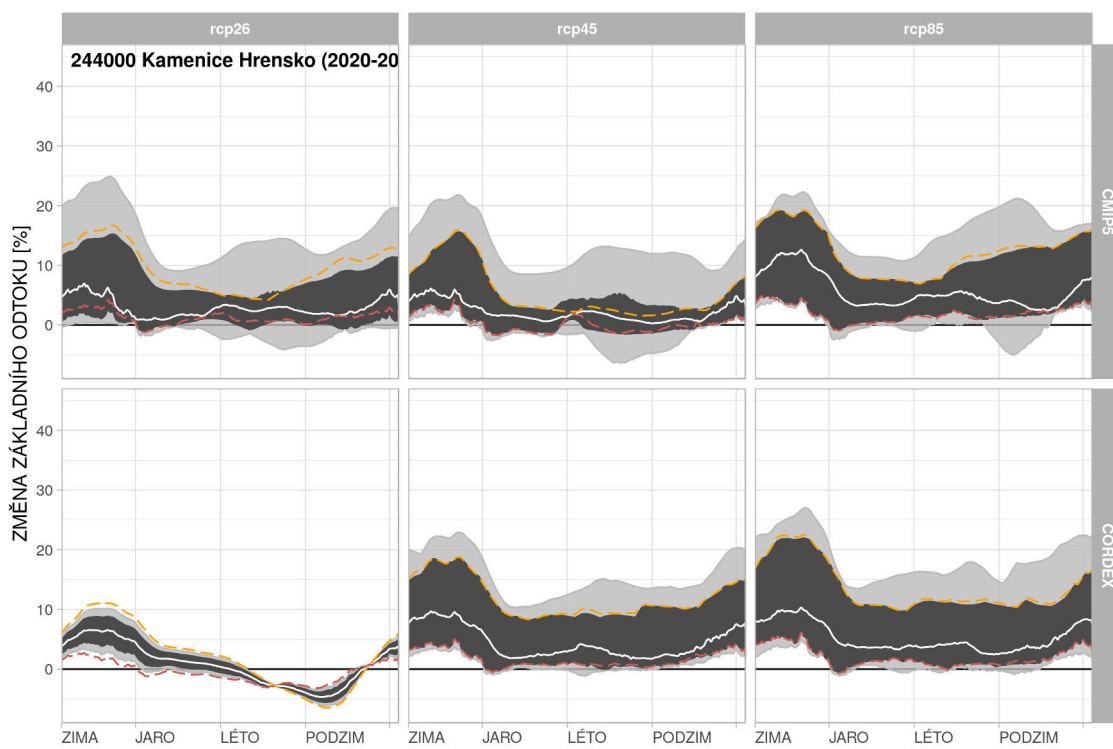 rcp26 rcp45 rcp85
244000 Kamenice Hrensko (2020-20
40
30
20
10
0
CMIP5
ZMĚNA ZÁKLADNÍHO ODTOKU [%]
40
30
20
10
0
CORDEX
ZIMA JARO LÉTO PODZIM ZIMA JARO LÉTO PODZIM ZIMA JARO LÉTO PODZIM